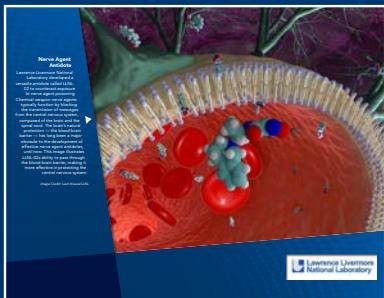 Nerve Agent
Antidote
Lawrence Livermore National
Laboratory developed a
versatile antidote called LLNL-
02 to counteract exposure
to nerve agent poisoning.
Chemical weapon nerve agents
typically function by blocking
the transmission of messages
from the central nervous system,
composed of the brain and the
spinal cord. The brain's natural
protection — the blood-brain
barrier — has long been a major
obstacle to the development of
effective nerve agent antidotes,
until now. This image illustrates
LLNL-02's ability to pass through
the blood-brain barrier, making it
more effective in protecting the
central nervous system.
Image Credit: Liam Krauss/LLNL
Lawrence Livermore
National Laboratory